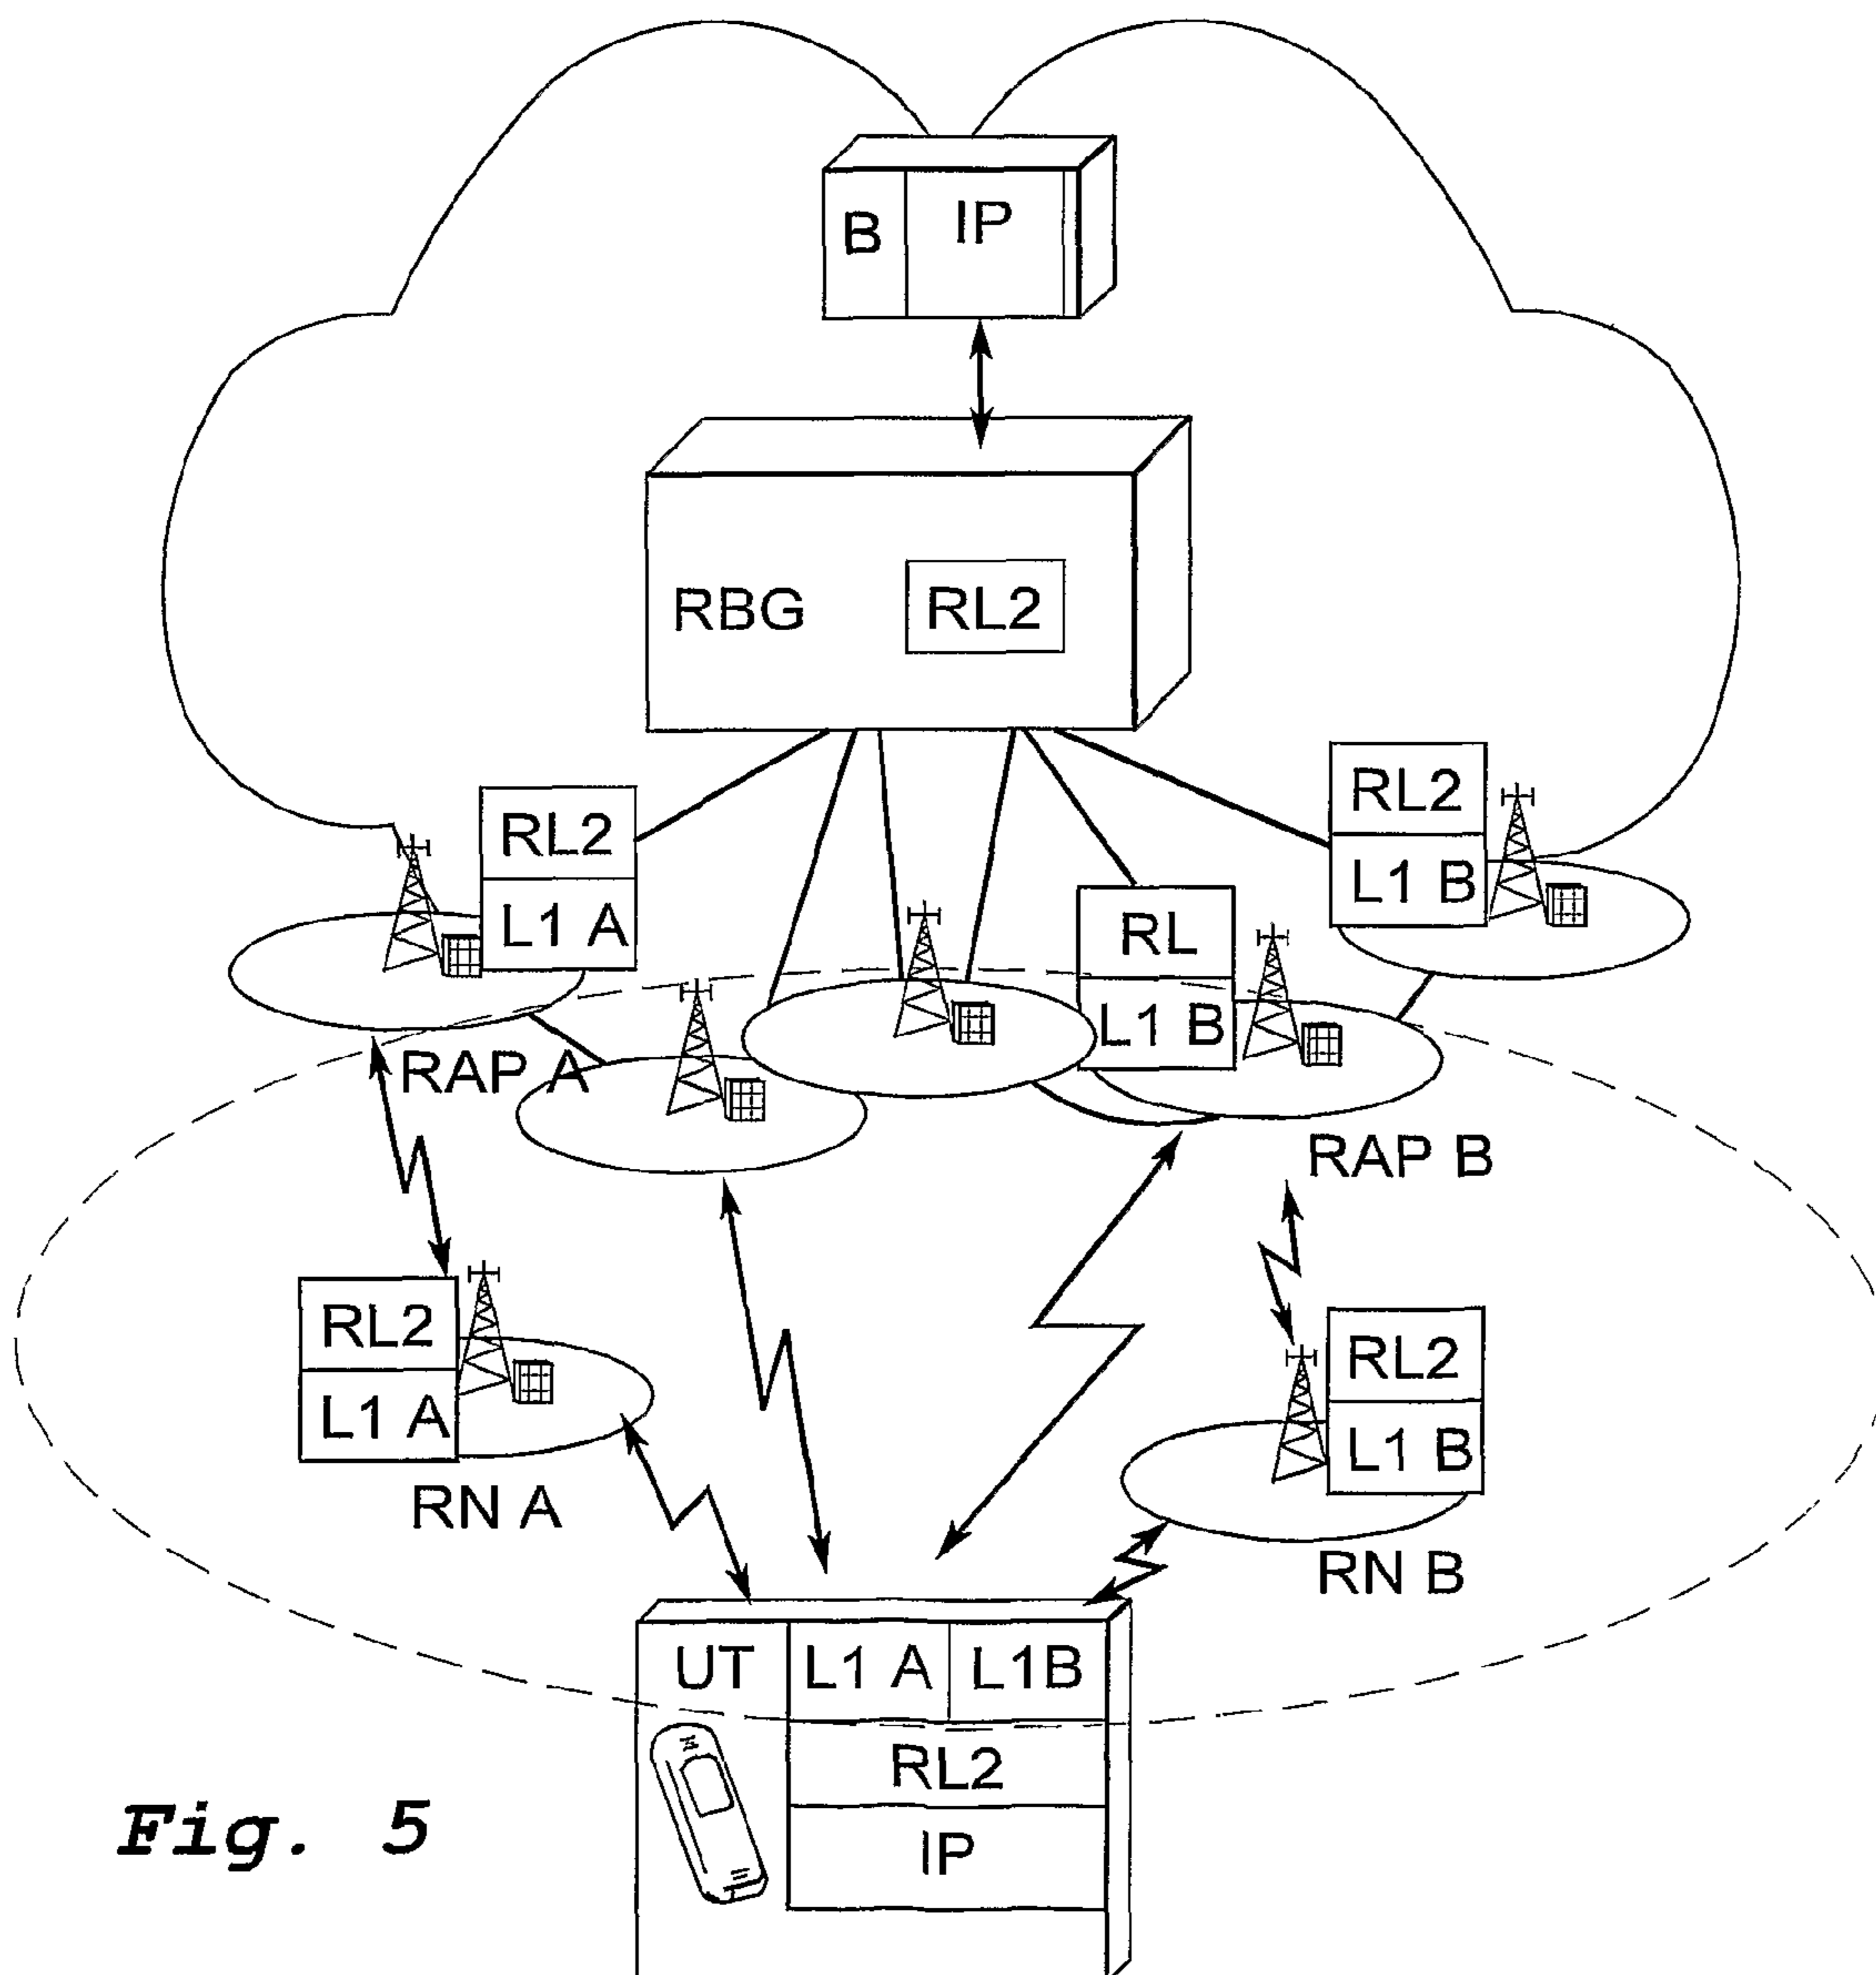 B IP
RBG RL2
RL2
L1 B
RL2
L1 A
RL
L1 B
RAP A
RAP B
RL2
L1 A
RN A
RL2
L1 B
RN B
UT L1 A L1B
RL2
IP
Fig. 5